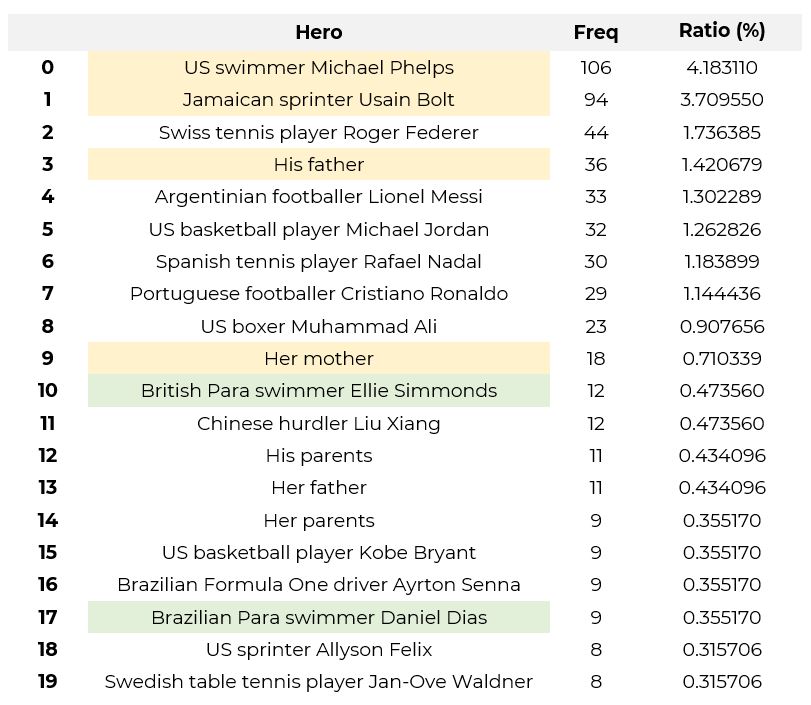 Hero Freq Ratio (%)
0 US swimmer Michael Phelps 106 4.183110
1 Jamaican sprinter Usain Bolt 94 3.709550
2 Swiss tennis player Roger Federer 44 1.736385
3 His father 36 1.420679
4 Argentinian footballer Lionel Messi 33 1.302289
5 US basketball player Michael Jordan 32 1.262826
6 Spanish tennis player Rafael Nadal 30 1.183899
7 Portuguese footballer Cristiano Ronaldo 29 1.144436
8 US boxer Muhammad Ali 23 0.907656
9 Her mother 18 0.710339
10 British Para swimmer Ellie Simmonds 12 0.473560
11 Chinese hurdler Liu Xiang 12 0.473560
12 His parents 11 0.434096
13 Her father 11 0.434096
14 Her parents 9 0.355170
15 US basketball player Kobe Bryant 9 0.355170
16 Brazilian Formula One driver Ayrton Senna 9 0.355170
17 Brazilian Para swimmer Daniel Dias 9 0.355170
18 US sprinter Allyson Felix 8 0.315706
19 Swedish table tennis player Jan-Ove Waldner 8 0.315706